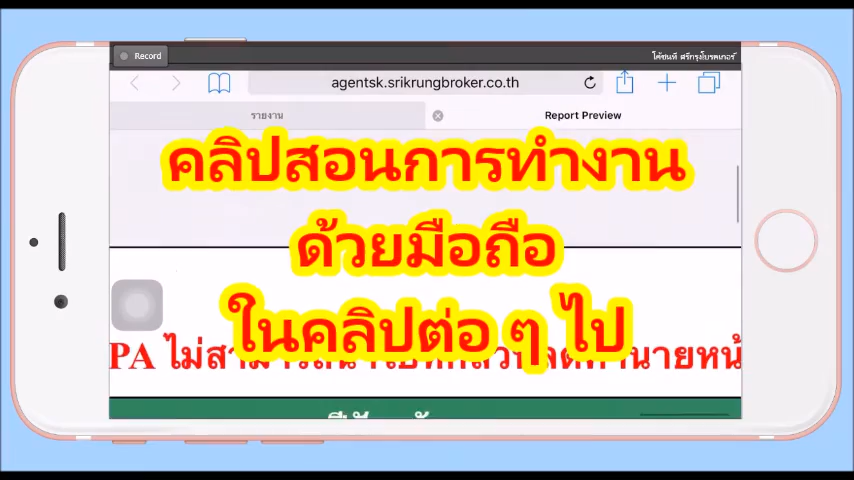 Record
โค้ชนที ศรีกรุงโบรคเกอร์
agentsk.srikrungbroker.co.th
รายงาน
Report Preview
คลิปสอนการทำงาน
ด้วยมือถือ
ในคลิปต่อ ๆ ไป
PA ไม่